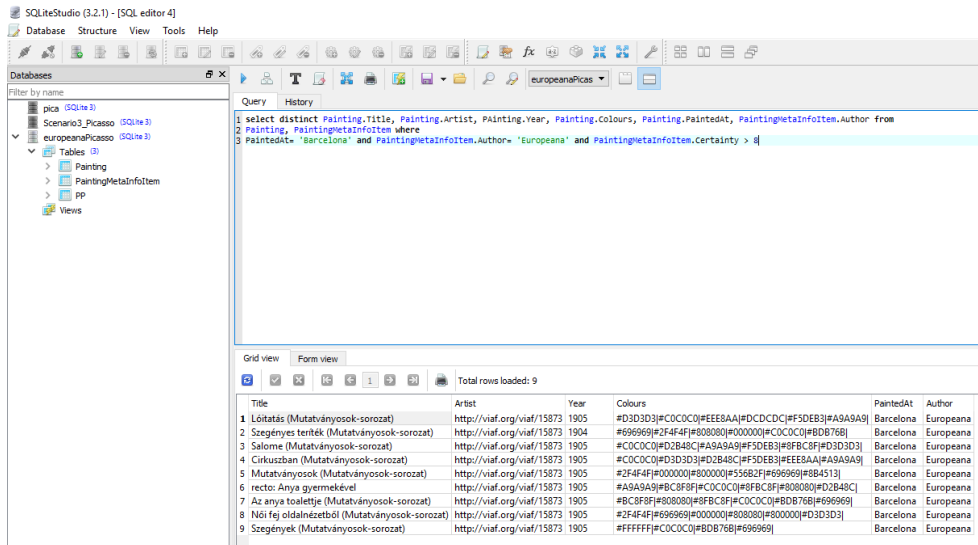 SQLiteStudio (3.2.1) - [SQL editor 4]
Database Structure View Tools Help
Databases
europeanaPicas
Filter by name
Query History
pica (SQLite 3)
Scenario3_Picasso (SQLite 3)
europeanaPicasso (SQLite 3)
Tables (3)
Painting
PaintingMetaInfoItem
PP
Views
1 select distinct Painting.Title, Painting.Artist, PAinting.Year, Painting.Colours, Painting.PaintedAt, PaintingMetaInfoItem.Author from
2 Painting, PaintingMetaInfoItem where
3 PaintedAt= 'Barcelona' and PaintingMetaInfoItem.Author= 'Europeana' and PaintingMetaInfoItem.Certainty > 8
Grid view Form view
1 Total rows loaded: 9
Title Artist Year Colours PaintedAt Author
1 Lóitatás (Mutatványosok-sorozat) http://viaf.org/viaf/15873 1905 #D3D3D3|#C0C0C0|#EEE8AA|#DCDCDC|#F5DEB3|#A9A9A9| Barcelona Europeana
2 Szegényes teríték (Mutatványosok-sorozat) http://viaf.org/viaf/15873 1904 #696969|#2F4F4F|#808080|#000000|#C0C0C0|#BDB76B| Barcelona Europeana
3 Salome (Mutatványosok-sorozat) http://viaf.org/viaf/15873 1905 #C0C0C0|#D2B48C|#A9A9A9|#F5DEB3|#8FBC8F|#D3D3D3| Barcelona Europeana
4 Cirkuszban (Mutatványosok-sorozat) http://viaf.org/viaf/15873 1905 #C0C0C0|#D3D3D3|#D2B48C|#F5DEB3|#EEE8AA|#A9A9A9| Barcelona Europeana
5 Mutatványosok (Mutatványosok-sorozat) http://viaf.org/viaf/15873 1905 #2F4F4F|#000000|#800000|#556B2F|#696969|#8B4513| Barcelona Europeana
6 recto: Anya gyermekével http://viaf.org/viaf/15873 1905 #A9A9A9|#BC8F8F|#C0C0C0|#8FBC8F|#808080|#D2B48C| Barcelona Europeana
7 Az anya toalettje (Mutatványosok-sorozat) http://viaf.org/viaf/15873 1905 #BC8F8F|#808080|#8FBC8F|#C0C0C0|#BDB76B|#696969| Barcelona Europeana
8 Női fej oldalnézetből (Mutatványosok-sorozat) http://viaf.org/viaf/15873 1905 #2F4F4F|#696969|#000000|#808080|#800000|#D3D3D3| Barcelona Europeana
9 Szegények (Mutatványosok-sorozat) http://viaf.org/viaf/15873 1905 #FFFFFF|#C0C0C0|#BDB76B|#696969| Barcelona Europeana